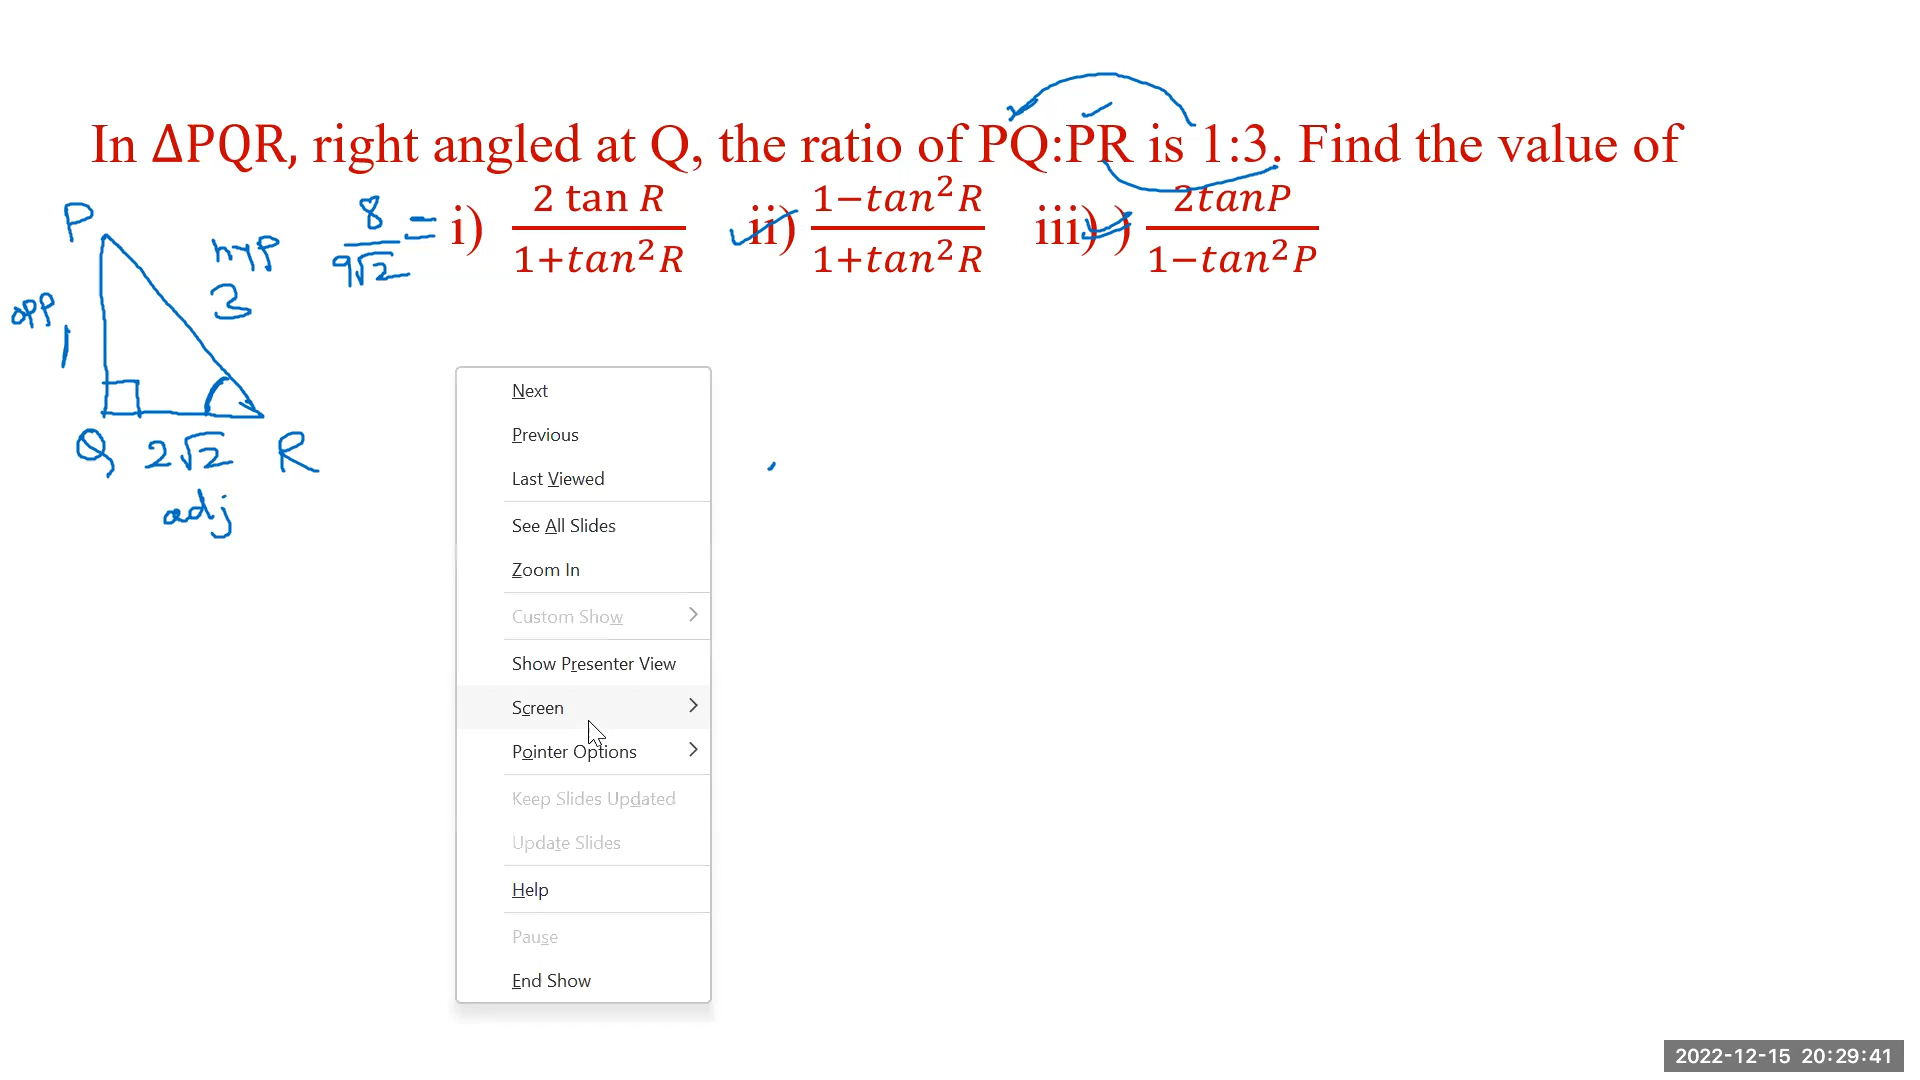 In ΔPQR, right angled at Q, the ratio of PQ:PR is 1:3. Find the value of
8/9√2 = i) 2 tan R/1+tan²R ii) 1−tan²R/1+tan²R iii) ) 2tanP/1−tan²P
P
hyp
3
opp
1
Q 2√2 R
adj
Next
Previous
Last Viewed
See All Slides
Zoom In
Custom Show
Show Presenter View
Screen
Pointer Options
Keep Slides Updated
Update Slides
Help
Pause
End Show
2022-12-15 20:29:41